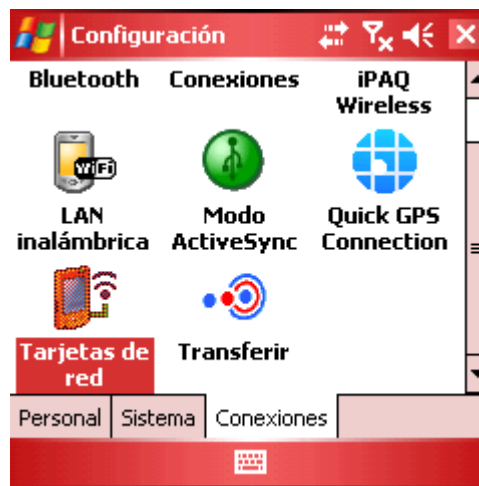 Configuración
Bluetooth Conexiones iPAQ
Wireless
WiFi
LAN Modo Quick GPS
inalámbrica ActiveSync Connection
Tarjetas de Transferir
red
Personal Sistema Conexiones